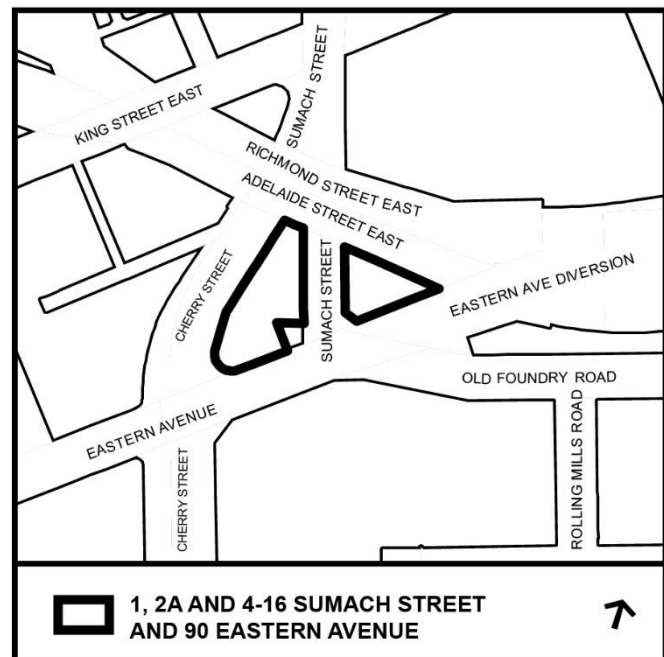 SUMACH STREET
KING STREET EAST
RICHMOND STREET EAST
ADELAIDE STREET EAST
CHERRY STREET
SUMACH STREET
EASTERN AVE DIVERSION
OLD FOUNDRY ROAD
EASTERN AVENUE
ROLLING MILLS ROAD
CHERRY STREET
1, 2A AND 4-16 SUMACH STREET
AND 90 EASTERN AVENUE